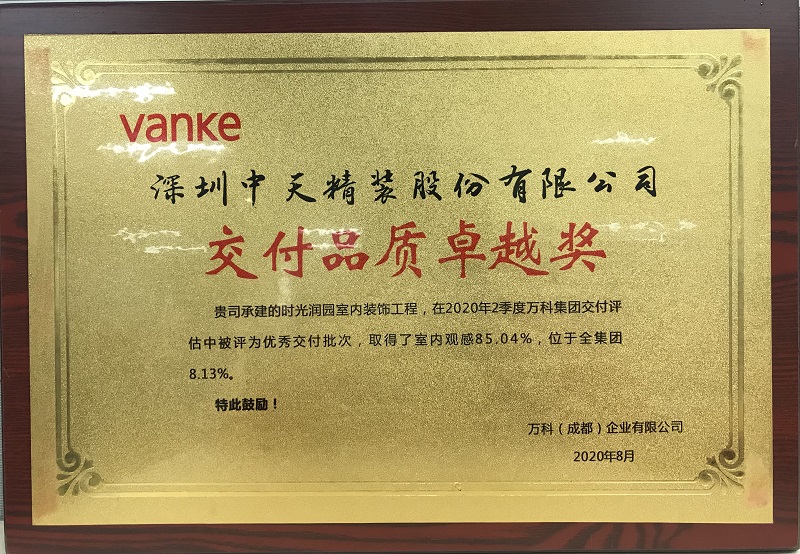 vanke
深圳中天精装股份有限公司
交付品质卓越奖
贵司承建的时光润园室内装饰工程，在2020年2季度万科集团交付评
估中被评为优秀交付批次，取得了室内观感85.04%，位于全集团
8.13%。
特此鼓励！
万科（成都）企业有限公司
2020年8月